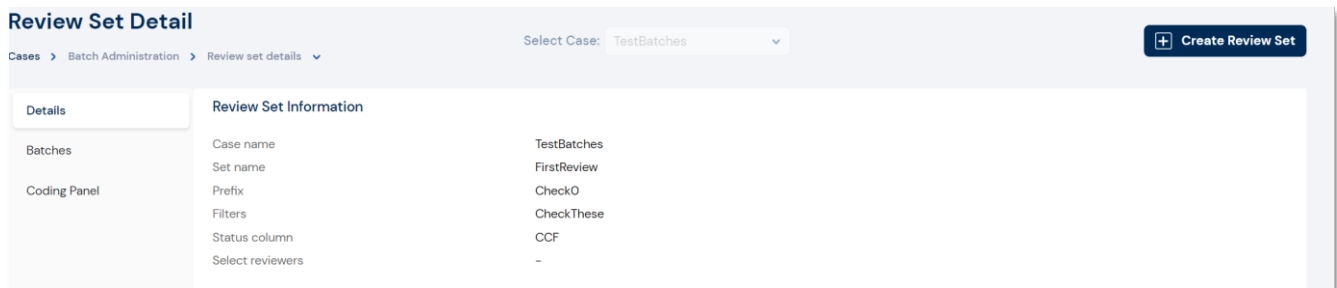 Review Set Detail
Select Case: TestBatches
Create Review Set
Cases > Batch Administration > Review set details
Details
Batches
Coding Panel
Review Set Information
Case name TestBatches
Set name FirstReview
Prefix CheckO
Filters CheckThese
Status column CCF
Select reviewers -